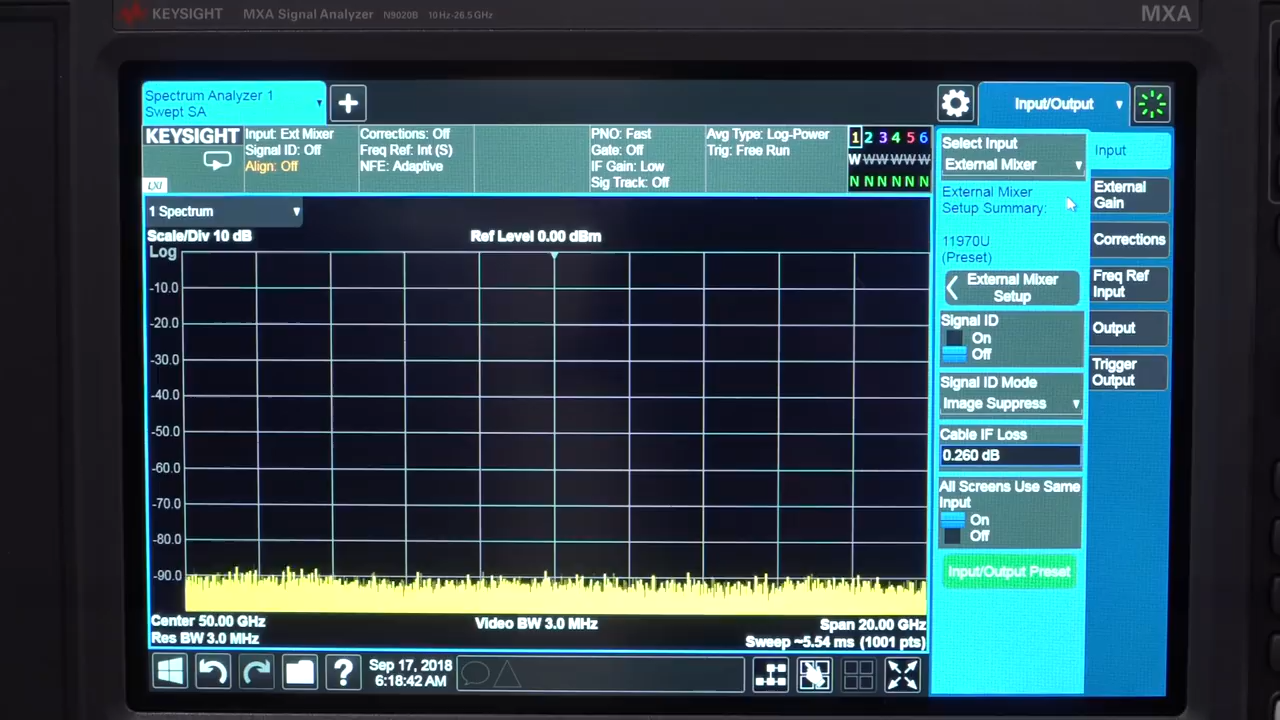 KEYSIGHT MXA Signal Analyzer N9020B 10 Hz-26.5 GHz MXA
Spectrum Analyzer 1
Swept SA
Input/Output
KEYSIGHT
LXI
Input: Ext Mixer
Signal ID: Off
Align: Off
Corrections: Off
Freq Ref: Int (S)
NFE: Adaptive
PNO: Fast
Gate: Off
IF Gain: Low
Sig Track: Off
Avg Type: Log-Power
Trig: Free Run
1 2 3 4 5 6
W W W W W W
N N N N N N
1 Spectrum
Scale/Div 10 dB
Ref Level 0.00 dBm
Log
-10.0
-20.0
-30.0
-40.0
-50.0
-60.0
-70.0
-80.0
-90.0
Center 50.00 GHz
Res BW 3.0 MHz
Video BW 3.0 MHz
Span 20.00 GHz
Sweep ~5.54 ms (1001 pts)
Select Input
External Mixer
External Mixer
Setup Summary:
11970U
(Preset)
External Mixer
Setup
Signal ID
On
Off
Signal ID Mode
Image Suppress
Cable IF Loss
0.260 dB
All Screens Use Same
Input
On
Off
Input/Output Preset
Input
External
Gain
Corrections
Freq Ref
Input
Output
Trigger
Output
?
Sep 17, 2018
6:18:42 AM